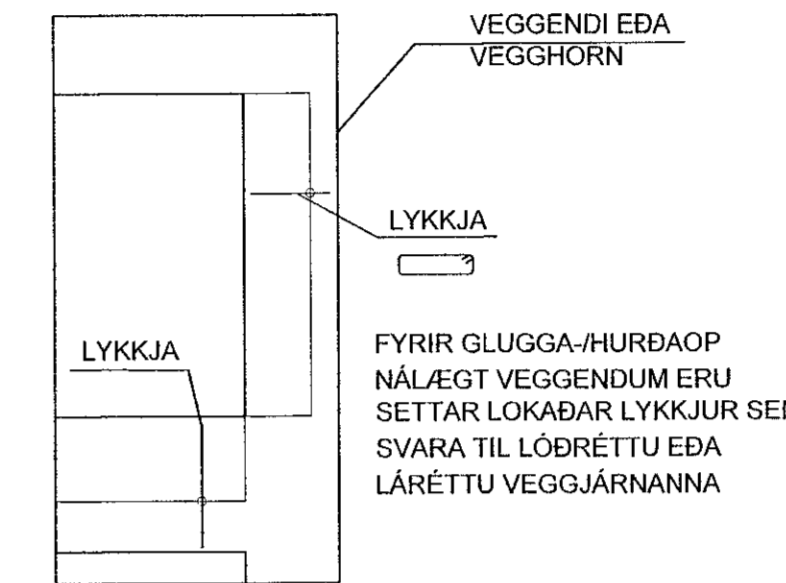 VEGGENDI EÐA
VEGGHORN
LYKKJA
LYKKJA
FYRIR GLUGGA-/HURÐAOP
NÁLÆGT VEGGENDUM ERU
SETTAR LOKAÐAR LYKKJUR
SVARA TIL LÓÐRÉTTU EÐA
LÁRÉTTU VEGGJÁRNANNA